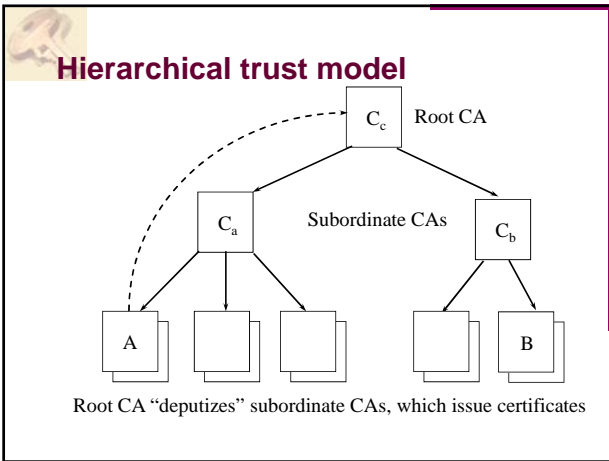 Hierarchical trust model
C_c Root CA
C_a Subordinate CAs C_b
A B
Root CA “deputizes” subordinate CAs, which issue certificates